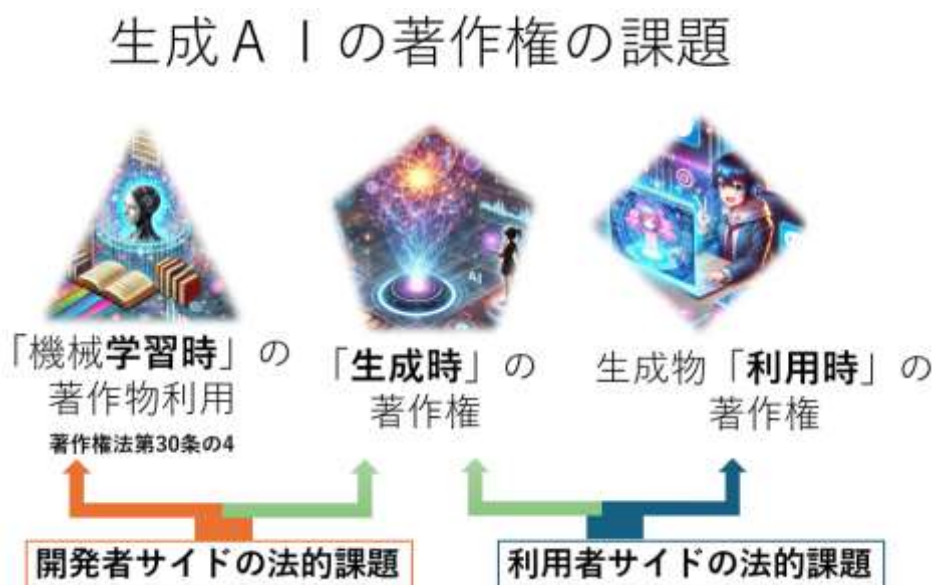 生成AIの著作権の課題
AI
「機械学習時」の
著作物利用
著作権法第30条の4
「生成時」の
著作権
生成物「利用時」の
著作権
開発者サイドの法的課題
利用者サイドの法的課題